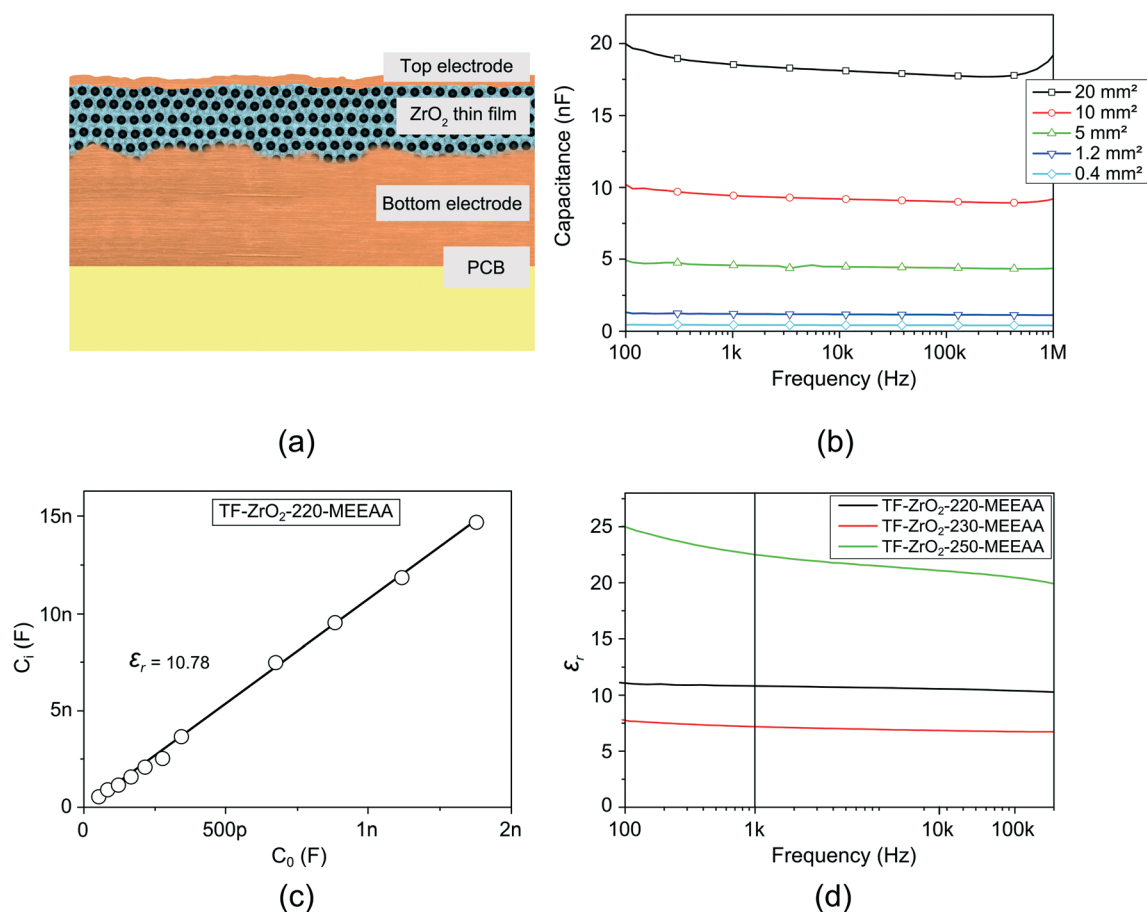 Top electrode
ZrO₂ thin film
Bottom electrode
PCB
(a)
20
15
10
5
0
Capacitance (nF)
100
1k
10k
100k
1M
Frequency (Hz)
20 mm²
10 mm²
5 mm²
1.2 mm²
0.4 mm²
(b)
TF-ZrO₂-220-MEEAA
15n
10n
5n
0
Cᵢ (F)
εᵣ = 10.78
0
500p
1n
2n
C₀ (F)
(c)
TF-ZrO₂-220-MEEAA
TF-ZrO₂-230-MEEAA
TF-ZrO₂-250-MEEAA
25
20
15
10
5
0
εᵣ
100
1k
10k
100k
Frequency (Hz)
(d)